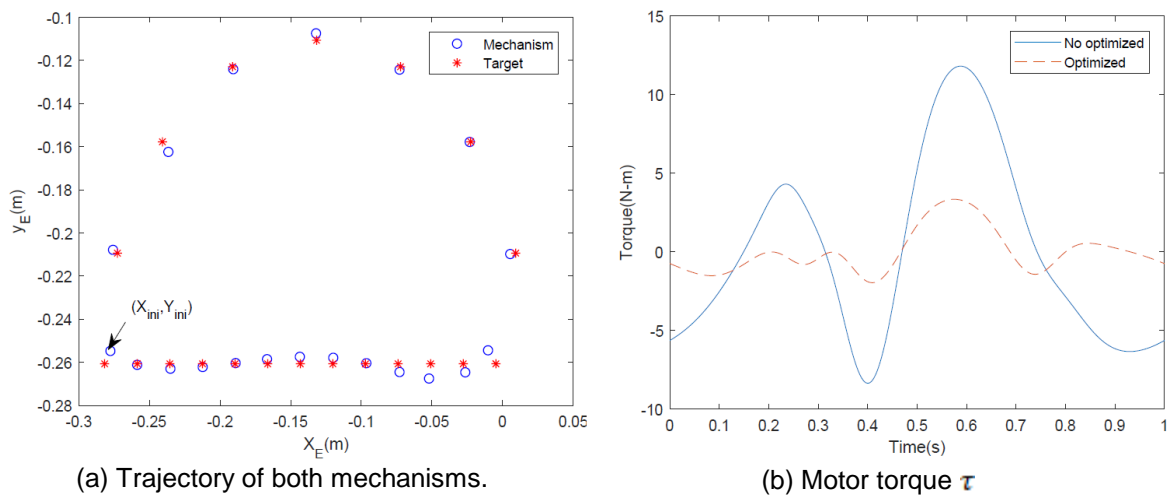 -0.1
-0.12
-0.14
-0.16
-0.18
-0.2
-0.22
-0.24
-0.26
-0.28
y_E(m)
Mechanism
Target
(X_ini,Y_ini)
-0.3 -0.25 -0.2 -0.15 -0.1 -0.05 0 0.05
X_E(m)
(a) Trajectory of both mechanisms.
15
10
5
0
-5
-10
Torque(N-m)
No optimized
Optimized
0 0.1 0.2 0.3 0.4 0.5 0.6 0.7 0.8 0.9 1
Time(s)
(b) Motor torque τ